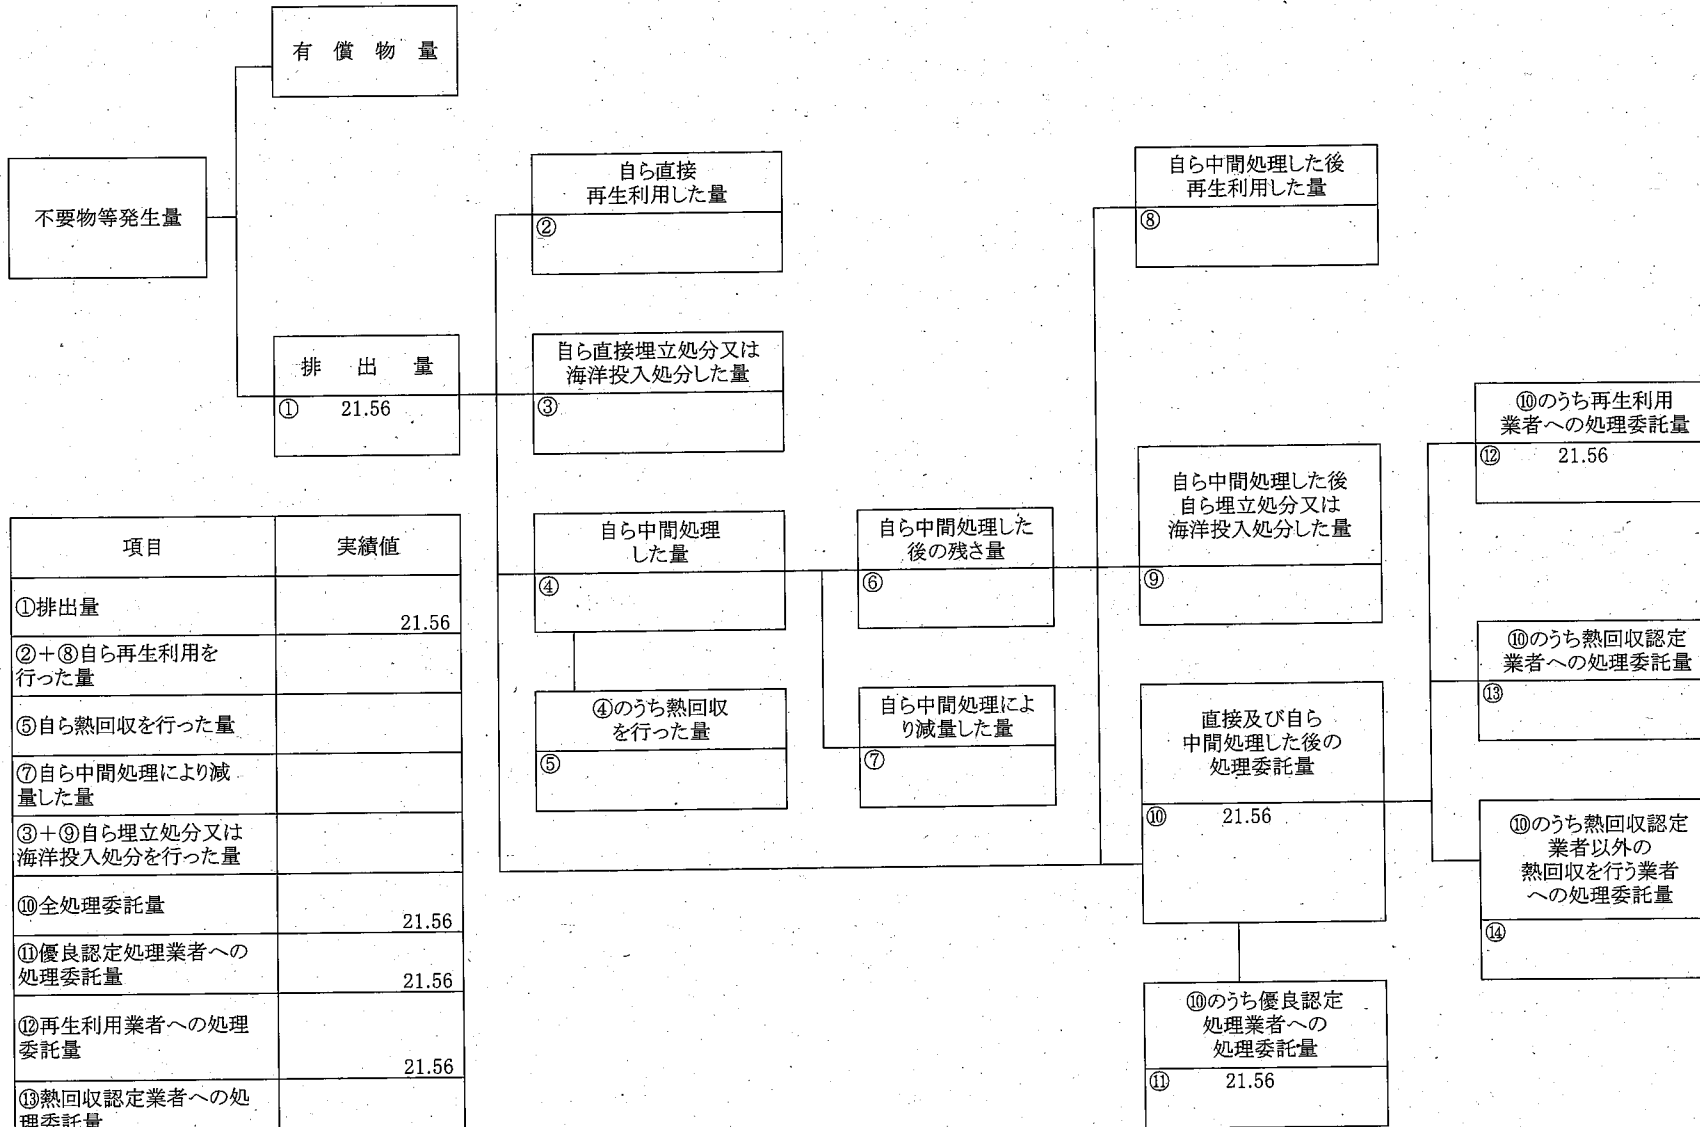 有償物量
不要物等発生量
排出量
① 21.56
自ら直接
再生利用した量
②
自ら直接埋立処分又は
海洋投入処分した量
③
自ら中間処理
した量
④
④のうち熱回収
を行った量
⑤
自ら中間処理した
後の残さ量
⑥
自ら中間処理によ
り減量した量
⑦
自ら中間処理した後
再生利用した量
⑧
自ら中間処理した後
自ら埋立処分又は
海洋投入処分した量
⑨
直接及び自ら
中間処理した後の
処理委託量
⑩ 21.56
⑩のうち優良認定
処理業者への
処理委託量
⑪ 21.56
⑩のうち再生利用
業者への処理委託量
⑫ 21.56
⑩のうち熱回収認定
業者への処理委託量
⑬
⑩のうち熱回収認定
業者以外の
熱回収を行う業者
への処理委託量
⑭
項目 実績値
①排出量
21.56
②+⑧自ら再生利用を
行った量
⑤自ら熱回収を行った量
⑦自ら中間処理により減
量した量
③+⑨自ら埋立処分又は
海洋投入処分を行った量
⑩全処理委託量
21.56
⑪優良認定処理業者への
処理委託量
21.56
⑫再生利用業者への処理
委託量
21.56
⑬熱回収認定業者への処
理委託量